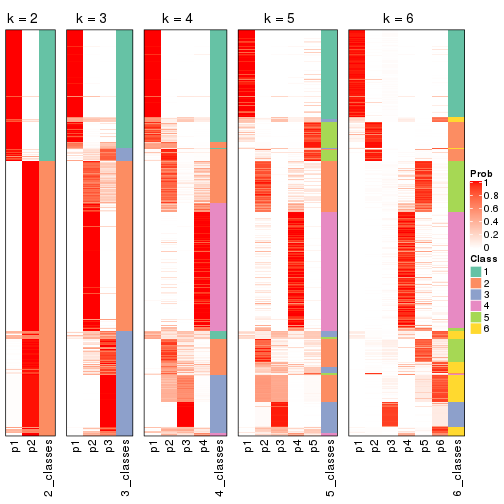 k = 2
k = 3
k = 4
k = 5
k = 6
p1
p2
2_classes
p1
p2
p3
3_classes
p1
p2
p3
p4
4_classes
p1
p2
p3
p4
p5
5_classes
p1
p2
p3
p4
p5
p6
6_classes
Prob
1
0.8
0.6
0.4
0.2
0
Class
1
2
3
4
5
6